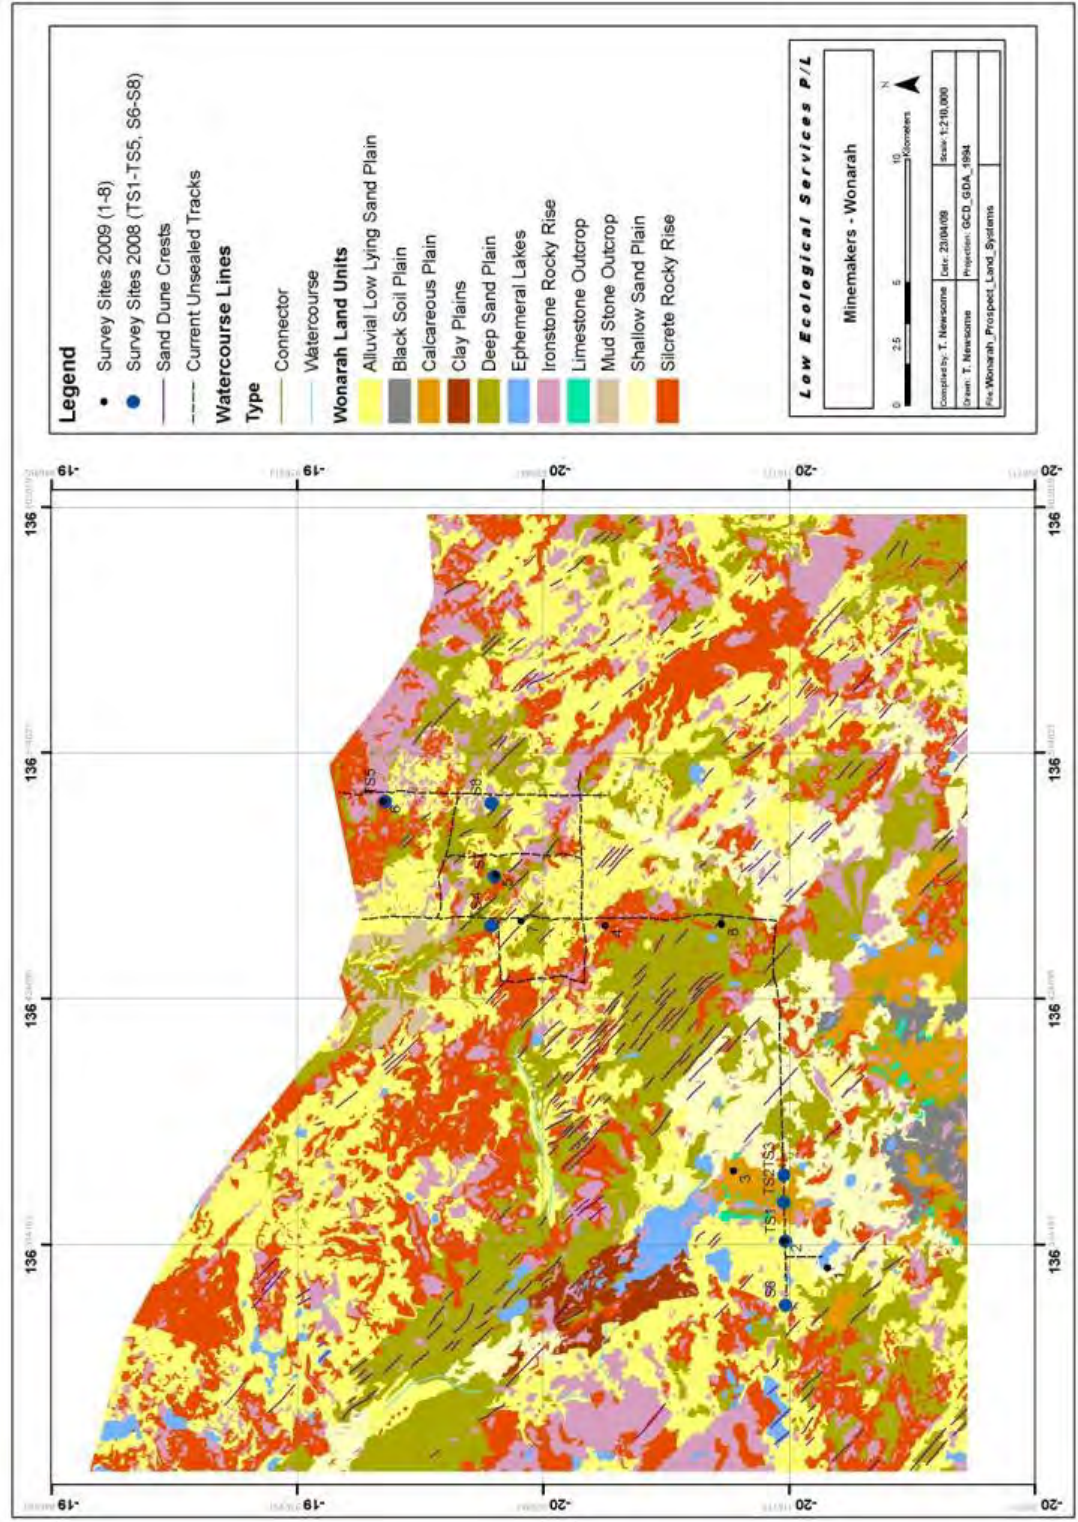 Legend
Survey Sites 2009 (1-8)
Survey Sites 2008 (TS1-TS5, S6-S8)
Sand Dune Crests
Current Unsealed Tracks
Watercourse Lines
Type
Connector
Watercourse
Wonarah Land Units
Alluvial Low Lying Sand Plain
Black Soil Plain
Calcareous Plain
Clay Plains
Deep Sand Plain
Ephemeral Lakes
Ironstone Rocky Rise
Limestone Outcrop
Mud Stone Outcrop
Shallow Sand Plain
Silcrete Rocky Rise
Low Ecological Services P/L
Minemakers - Wonarah
N
0 2.5 5 10
Kilometers
Compiled by: T. Newsome Date: 23/04/09 Scale: 1:210,000
Drawn: T. Newsome Projection: GCD_GDA_1994
File: Wonarah_Prospect_Land_Systems
136 136 136 136
-19 -19
-19 -19
-20 -20
-20 -20
-20 -20
136 136 136 136
TS5
6
S8
5
7
4
8
3
TS1 TS2 TS3
2
S6
1